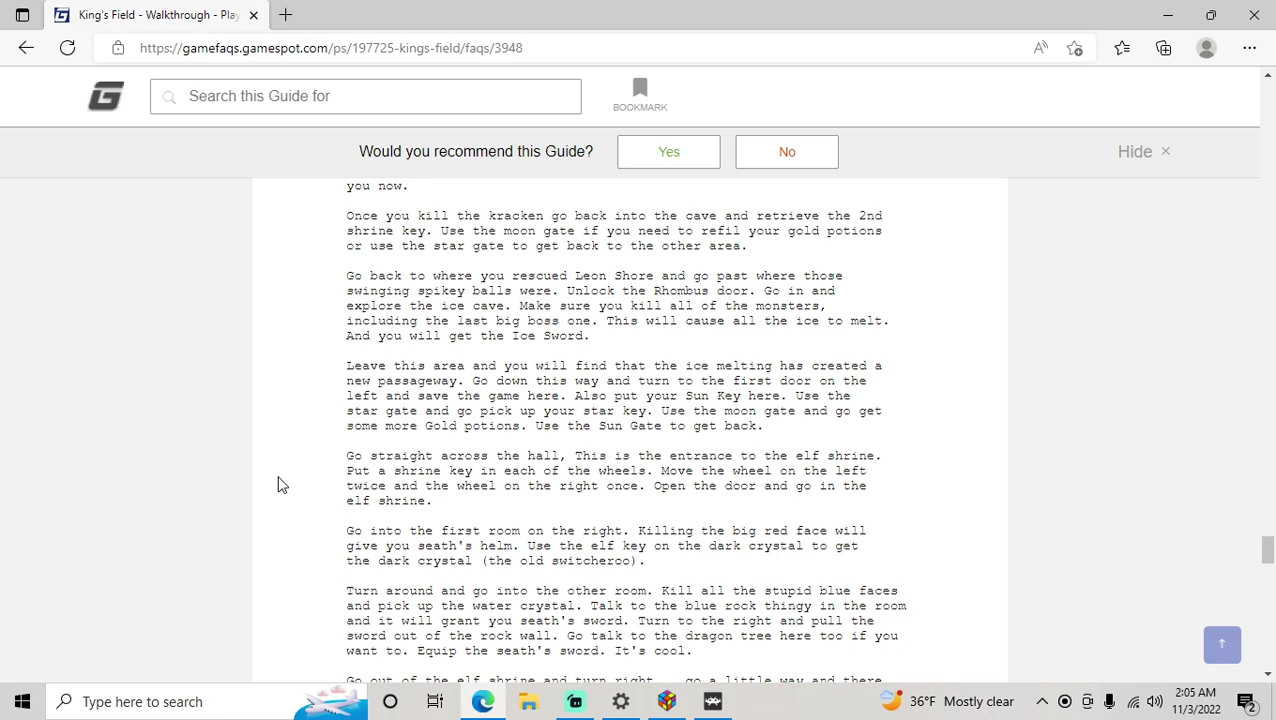 King's Field - Walkthrough - Play
https://gamefaqs.gamespot.com/ps/197725-kings-field/faqs/3948
Search this Guide for
BOOKMARK
Would you recommend this Guide?
Yes
No
Hide ×
you now.
Once you kill the kracken go back into the cave and retrieve the 2nd
shrine key. Use the moon gate if you need to refil your gold potions
or use the star gate to get back to the other area.
Go back to where you rescued Leon Shore and go past where those
swinging spikey balls were. Unlock the Rhombus door. Go in and
explore the ice cave. Make sure you kill all of the monsters,
including the last big boss one. This will cause all the ice to melt.
And you will get the Ice Sword.
Leave this area and you will find that the ice melting has created a
new passageway. Go down this way and turn to the first door on the
left and save the game here. Also put your Sun Key here. Use the
star gate and go pick up your star key. Use the moon gate and go get
some more Gold potions. Use the Sun Gate to get back.
Go straight across the hall, This is the entrance to the elf shrine.
Put a shrine key in each of the wheels. Move the wheel on the left
twice and the wheel on the right once. Open the door and go in the
elf shrine.
Go into the first room on the right. Killing the big red face will
give you seath's helm. Use the elf key on the dark crystal to get
the dark crystal (the old switcheroo).
Turn around and go into the other room. Kill all the stupid blue faces
and pick up the water crystal. Talk to the blue rock thingy in the room
and it will grant you seath's sword. Turn to the right and pull the
sword out of the rock wall. Go talk to the dragon tree here too if you
want to. Equip the seath's sword. It's cool.
Go out of the elf shrine and turn right... go a little way and there
Type here to search
36°F Mostly clear
2:05 AM
11/3/2022
2